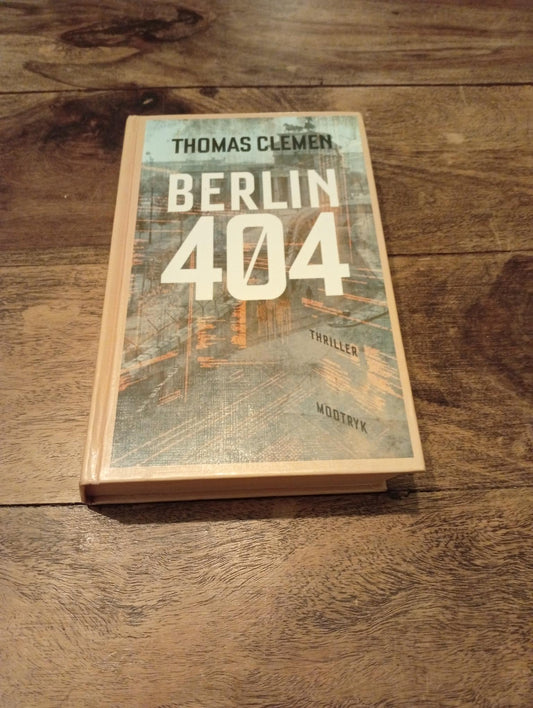 THOMAS CLEMEN
BERLIN
404
THRILLER
MODTRYK